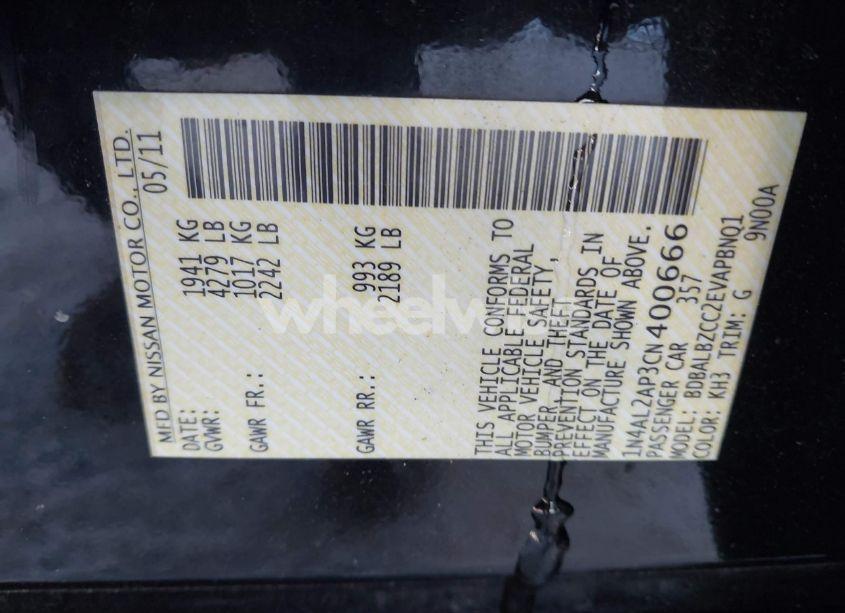 MFD BY NISSAN MOTOR CO., LTD.
DATE: 05/11
GVWR: 1941 KG
4279 LB
GAWR FR.: 1017 KG
2242 LB
GAWR RR.: 993 KG
2189 LB
THIS VEHICLE CONFORMS TO
ALL APPLICABLE FEDERAL
MOTOR VEHICLE SAFETY,
BUMPER, AND THEFT
PREVENTION STANDARDS IN
EFFECT ON THE DATE OF
MANUFACTURE SHOWN ABOVE.
1N4AL2AP3CN400666
PASSENGER CAR 357
MODEL: BDBALBZCC2EVAPBNQ1
COLOR: KH3 TRIM: G 9N00A